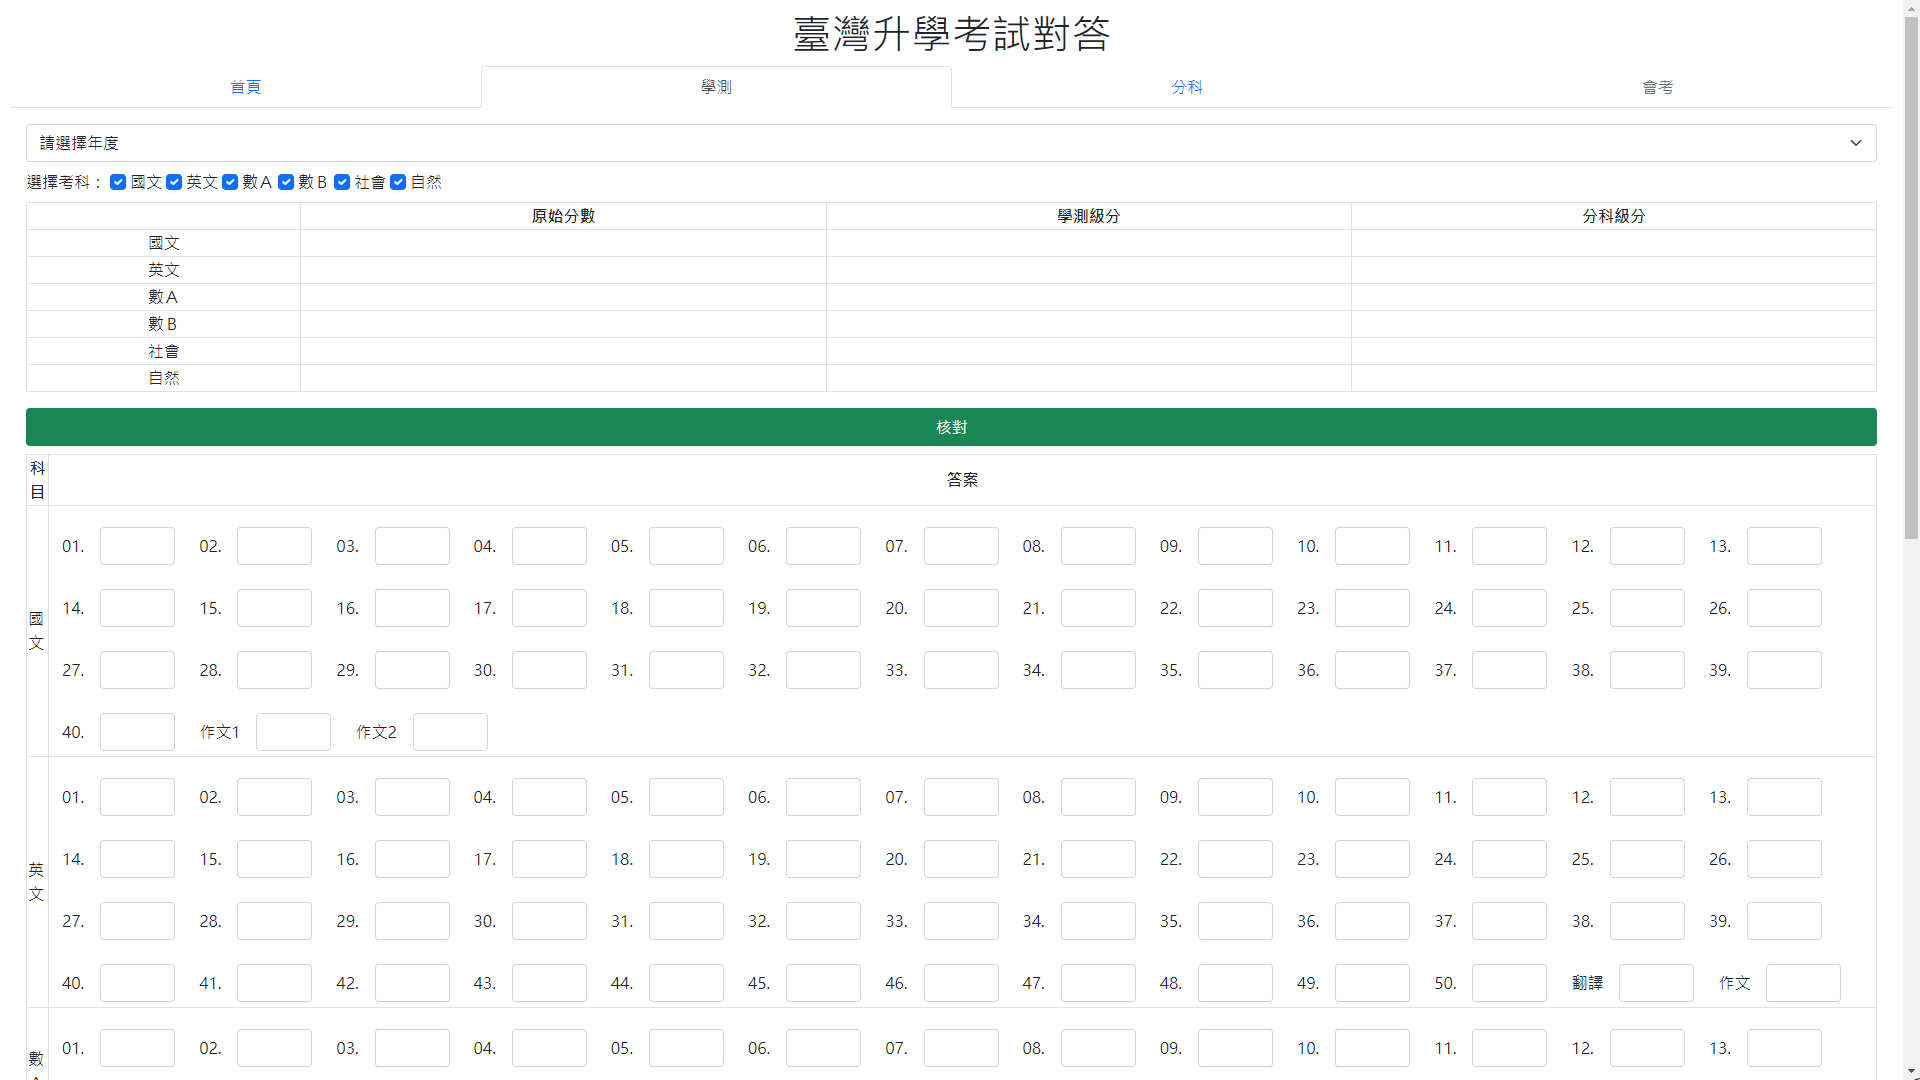 臺灣升學考試對答
首頁 學測 分科 會考
請選擇年度
選擇考科： 國文 英文 數A 數B 社會 自然
原始分數 學測級分 分科級分
國文
英文
數A
數B
社會
自然
核對
科目 答案
國文
01. 02. 03. 04. 05. 06. 07. 08. 09. 10. 11. 12. 13.
14. 15. 16. 17. 18. 19. 20. 21. 22. 23. 24. 25. 26.
27. 28. 29. 30. 31. 32. 33. 34. 35. 36. 37. 38. 39.
40. 作文1 作文2
英文
01. 02. 03. 04. 05. 06. 07. 08. 09. 10. 11. 12. 13.
14. 15. 16. 17. 18. 19. 20. 21. 22. 23. 24. 25. 26.
27. 28. 29. 30. 31. 32. 33. 34. 35. 36. 37. 38. 39.
40. 41. 42. 43. 44. 45. 46. 47. 48. 49. 50. 翻譯 作文
數
01. 02. 03. 04. 05. 06. 07. 08. 09. 10. 11. 12. 13.